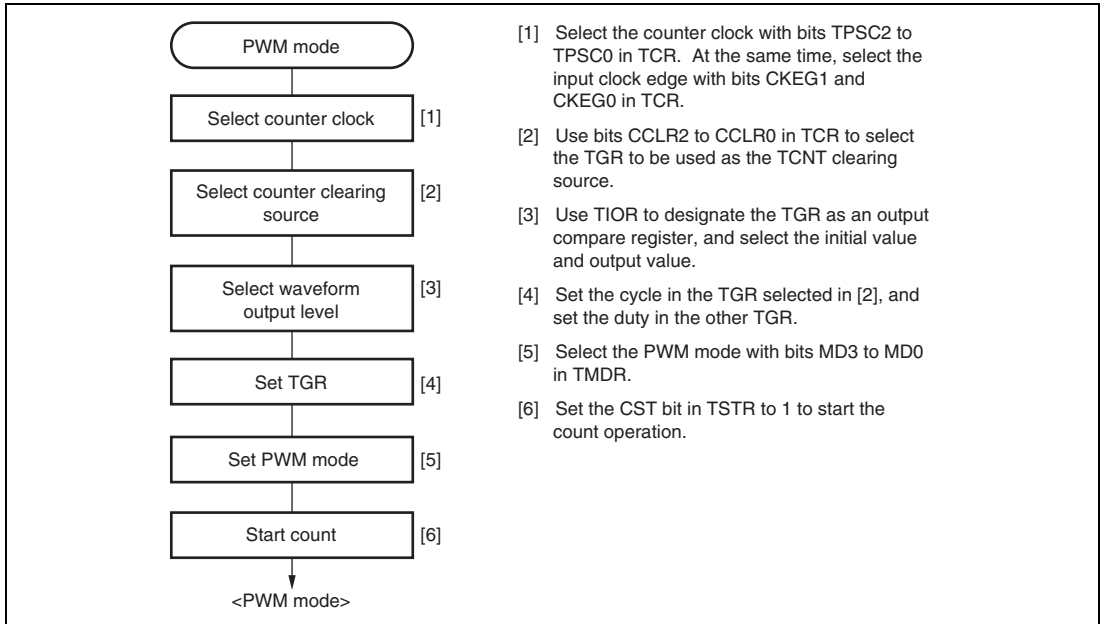 PWM mode
Select counter clock
[1]
Select counter clearing
source
[2]
Select waveform
output level
[3]
Set TGR
[4]
Set PWM mode
[5]
Start count
[6]
<PWM mode>
[1] Select the counter clock with bits TPSC2 to
TPSC0 in TCR. At the same time, select the
input clock edge with bits CKEG1 and
CKEG0 in TCR.
[2] Use bits CCLR2 to CCLR0 in TCR to select
the TGR to be used as the TCNT clearing
source.
[3] Use TIOR to designate the TGR as an output
compare register, and select the initial value
and output value.
[4] Set the cycle in the TGR selected in [2], and
set the duty in the other TGR.
[5] Select the PWM mode with bits MD3 to MD0
in TMDR.
[6] Set the CST bit in TSTR to 1 to start the
count operation.